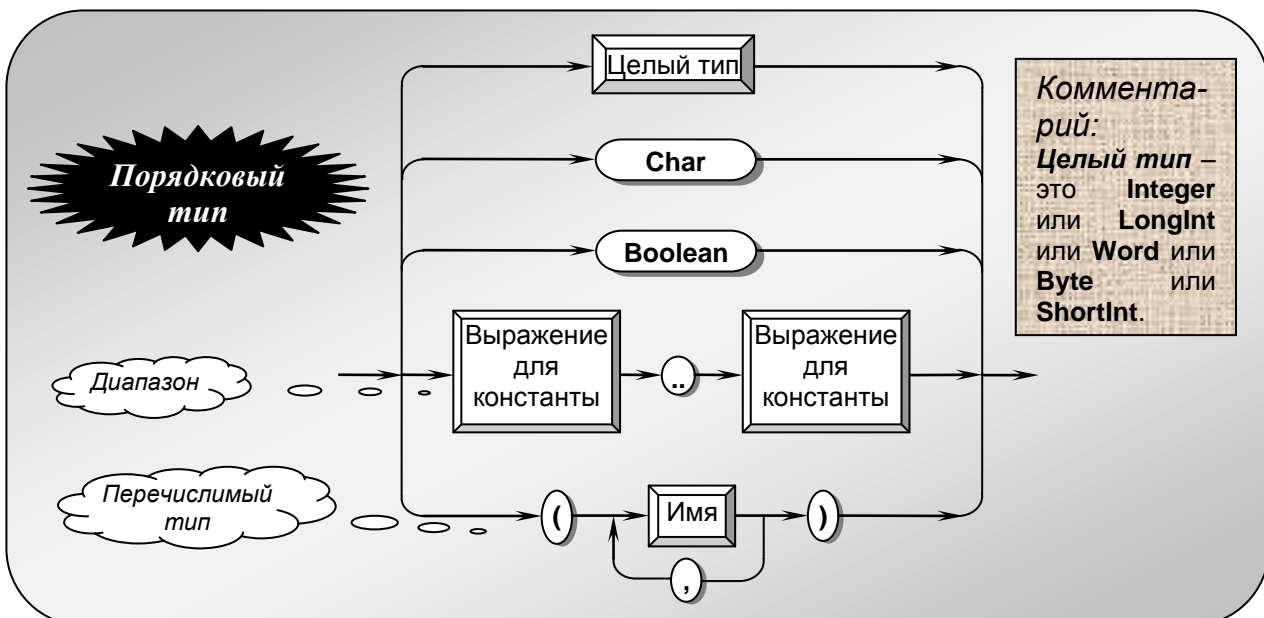 Целый тип
Коммента-
рий:
Целый тип –
это Integer
или LongInt
или Word или
Byte или
ShortInt.
Порядковый
тип
Char
Boolean
Диапазон
Выражение
для
константы
..
Выражение
для
константы
Перечислимый
тип
(
Имя
)
,